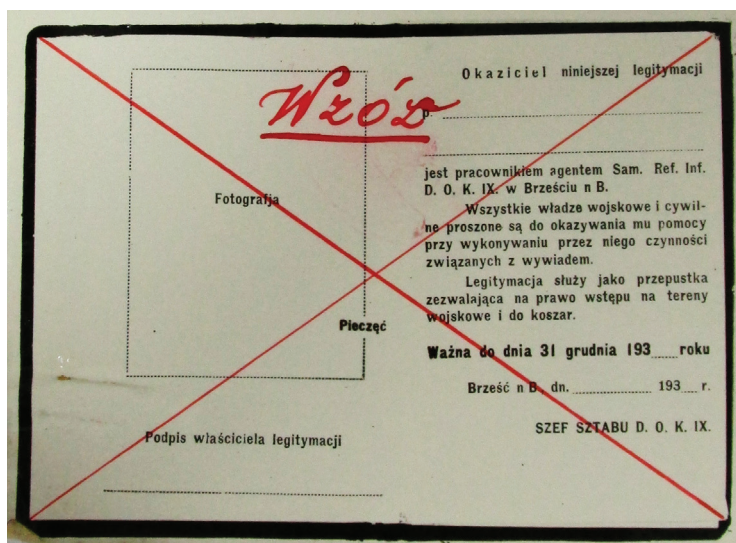 Wzór
Fotografja
Pieczęć
Podpis właściciela legitymacji
Okaziciel niniejszej legitymacji
p.
jest pracownikiem agentem Sam. Ref. Inf.
D. O. K. IX. w Brześciu n B.
Wszystkie władze wojskowe i cywil-
ne proszone są do okazywania mu pomocy
przy wykonywaniu przez niego czynności
związanych z wywiadem.
Legitymacja służy jako przepustka
zezwalająca na prawo wstępu na tereny
wojskowe i do koszar.
Ważna do dnia 31 grudnia 193 roku
Brześć n B, dn. 193 r.
SZEF SZTABU D. O. K. IX.